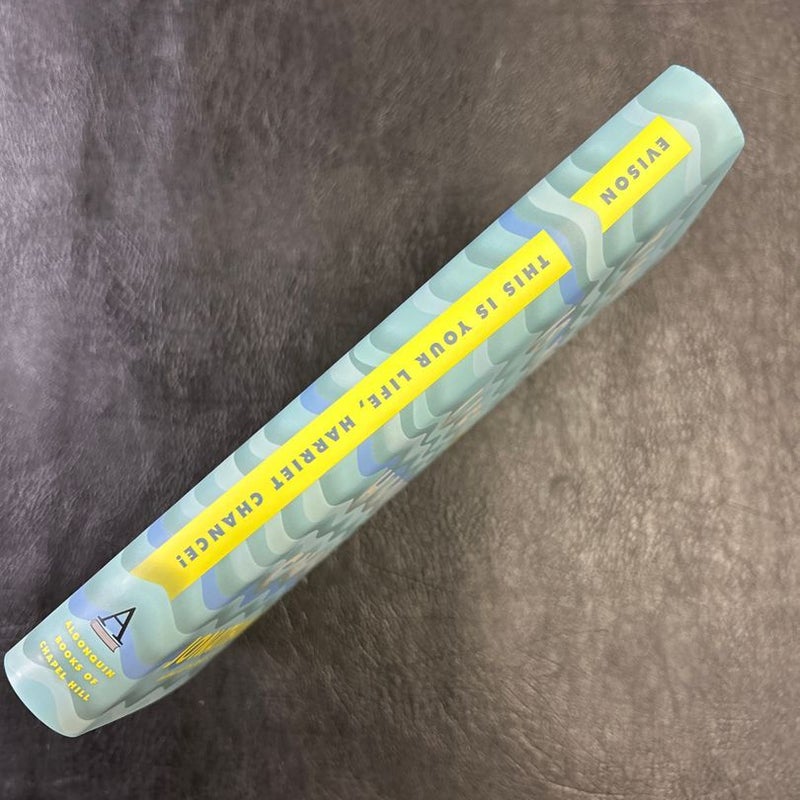 EVISON
THIS IS YOUR LIFE, HARRIET CHANCE!
A
ALGONQUIN
BOOKS OF
CHAPEL HILL